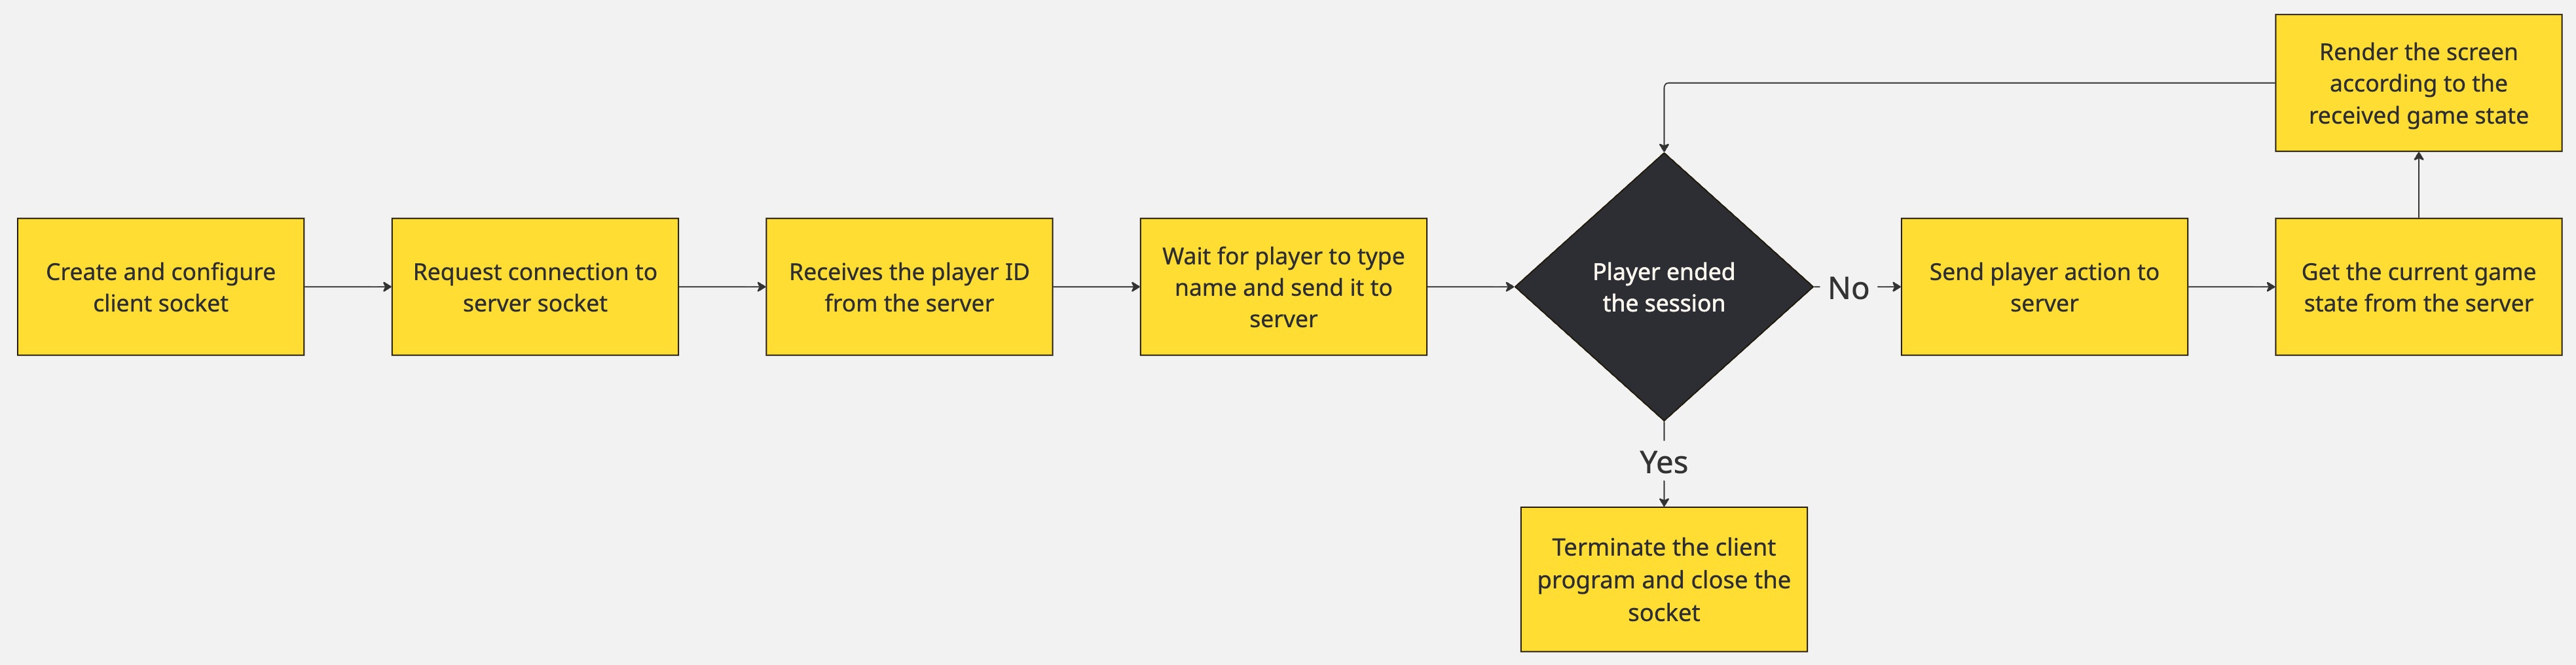 Create and configure
client socket
Request connection to
server socket
Receives the player ID
from the server
Wait for player to type
name and send it to
server
Player ended
the session
No
Send player action to
server
Get the current game
state from the server
Render the screen
according to the
received game state
Yes
Terminate the client
program and close the
socket